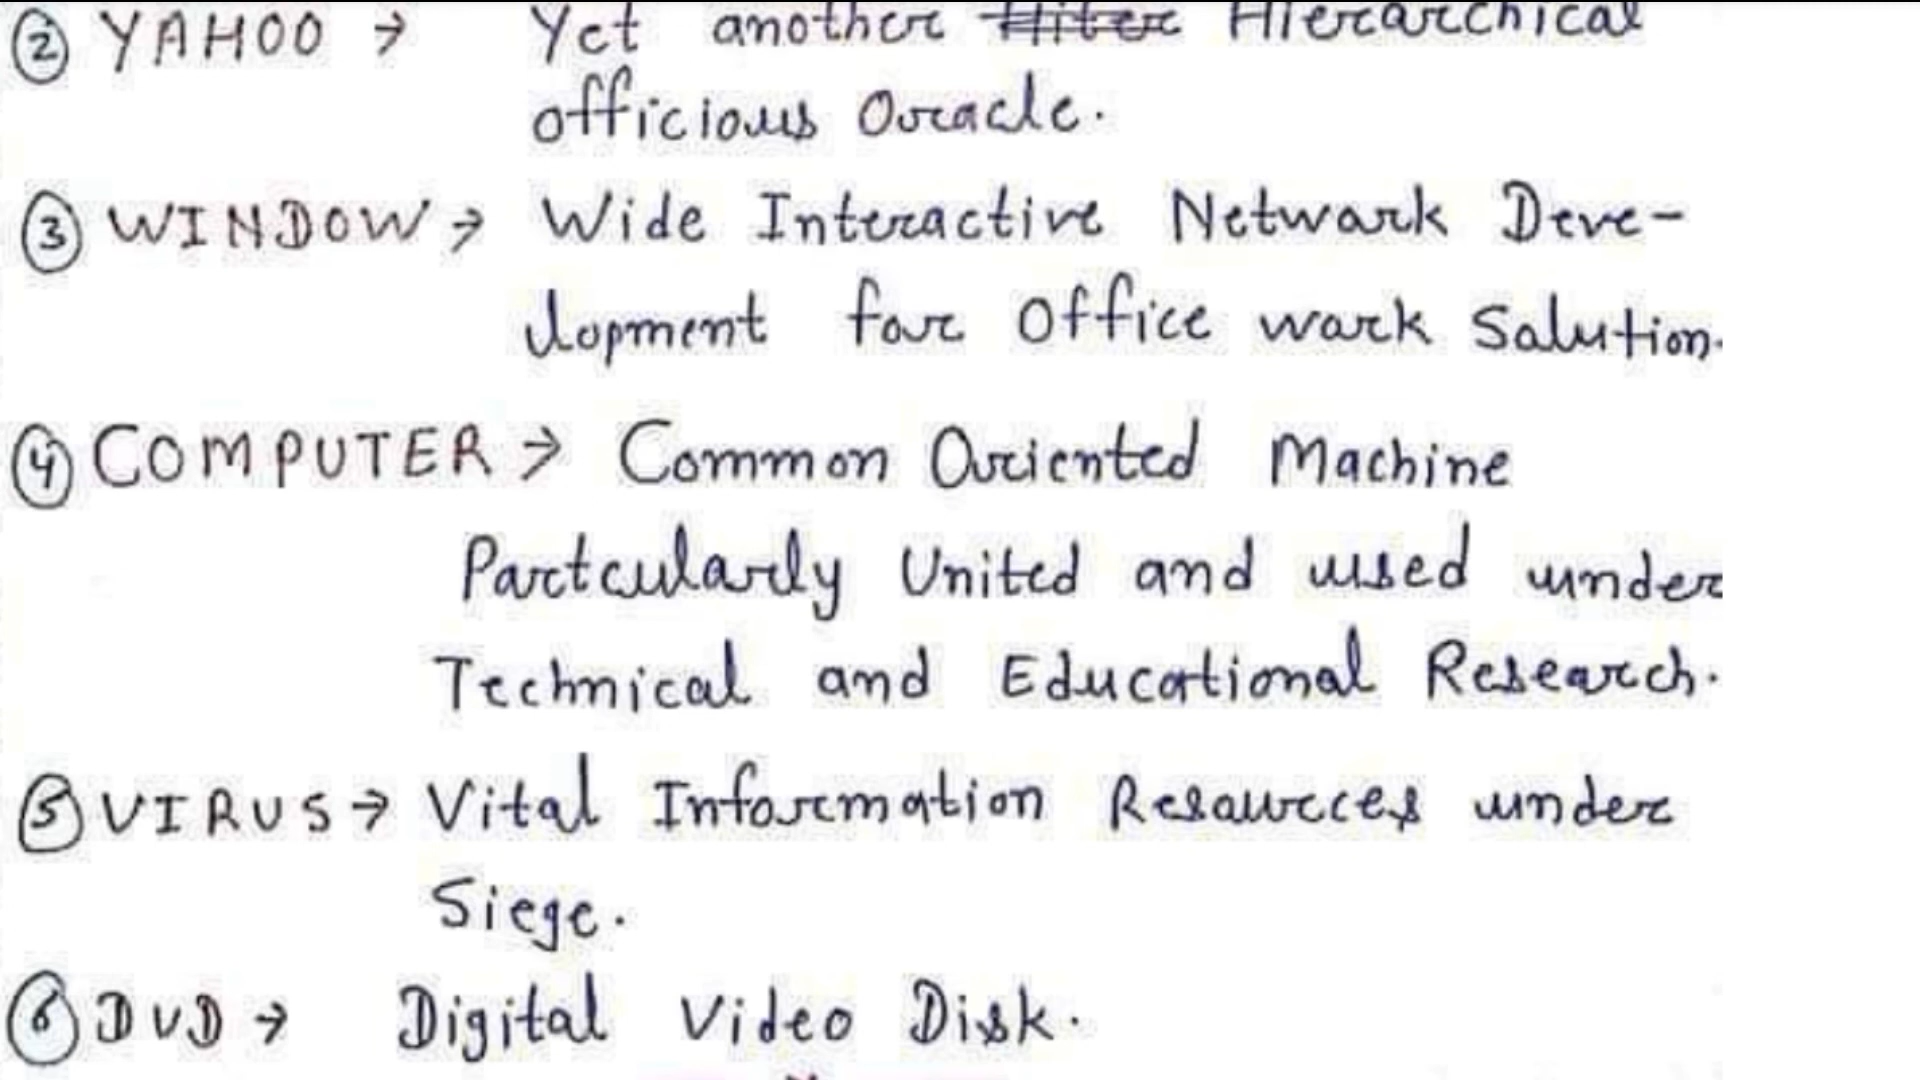 ② YAHOO → Yet another Hierarchical
officious Oracle.
③ WINDOW → Wide Interactive Network Deve-
lopment for Office work Solution.
④ COMPUTER → Common Oriented Machine
Partcularly United and used under
Technical and Educational Research.
⑤ VIRUS → Vital Information Resources under
Siege.
⑥ DVD → Digital Video Disk.